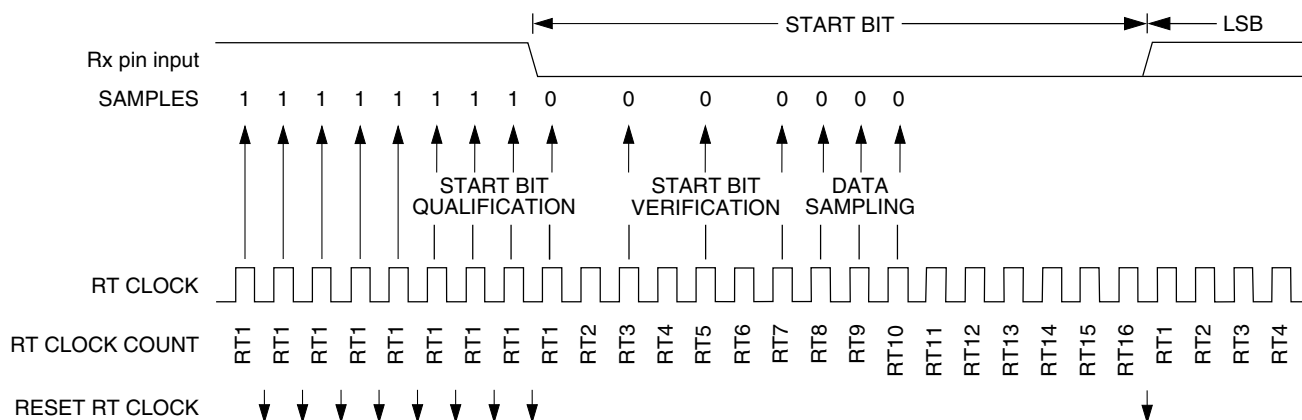 START BIT LSB
Rx pin input
SAMPLES 1 1 1 1 1 1 1 1 0 0 0 0 0 0 0
START BIT QUALIFICATION
START BIT VERIFICATION
DATA SAMPLING
RT CLOCK
RT CLOCK COUNT RT1 RT1 RT1 RT1 RT1 RT1 RT1 RT1 RT1 RT2 RT3 RT4 RT5 RT6 RT7 RT8 RT9 RT10 RT11 RT12 RT13 RT14 RT15 RT16 RT1 RT2 RT3 RT4
RESET RT CLOCK